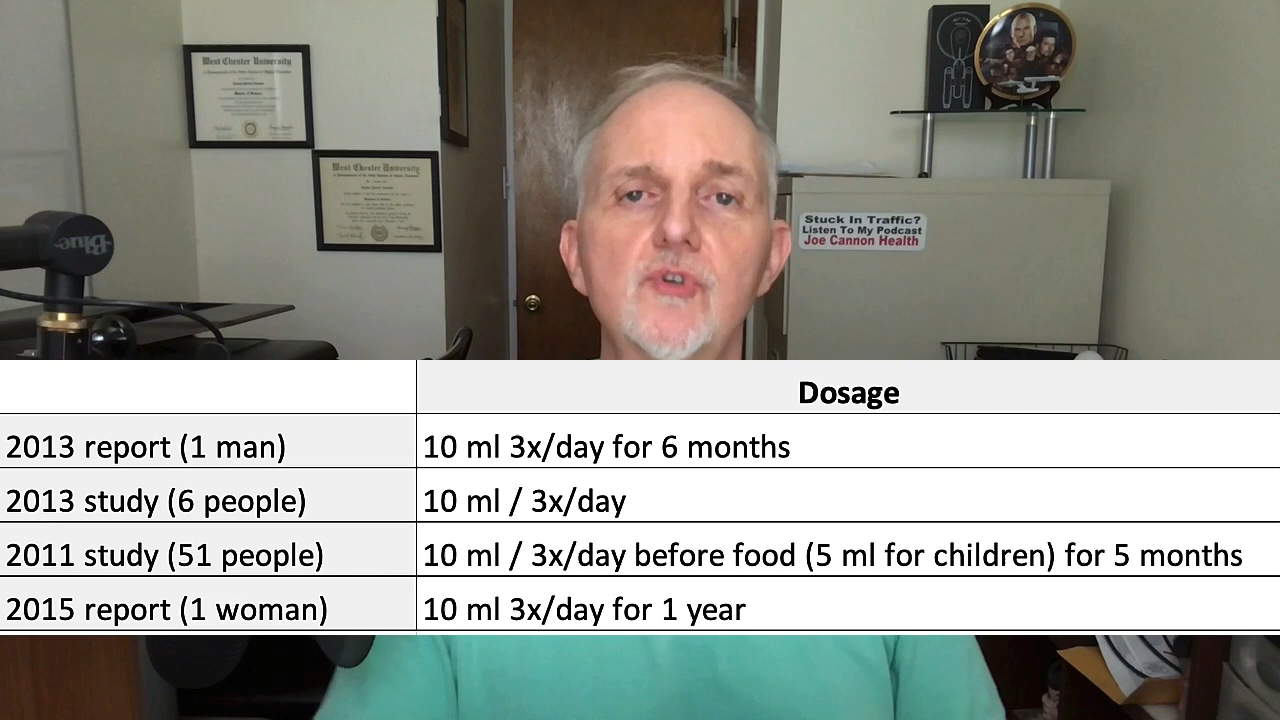 West Chester University
West Chester University
Blue
Stuck In Traffic?
Listen To My Podcast
Joe Cannon Health
Dosage
2013 report (1 man)
10 ml 3x/day for 6 months
2013 study (6 people)
10 ml / 3x/day
2011 study (51 people)
10 ml / 3x/day before food (5 ml for children) for 5 months
2015 report (1 woman)
10 ml 3x/day for 1 year